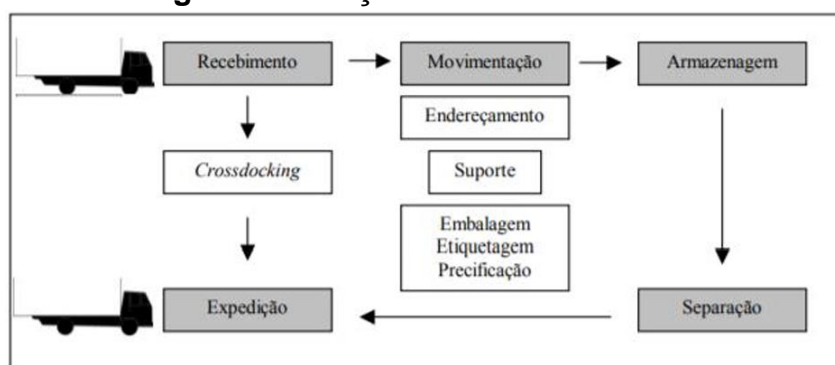 Recebimento
Movimentação
Armazenagem
Endereçamento
Crossdocking
Suporte
Embalagem
Etiquetagem
Precificação
Expedição
Separação